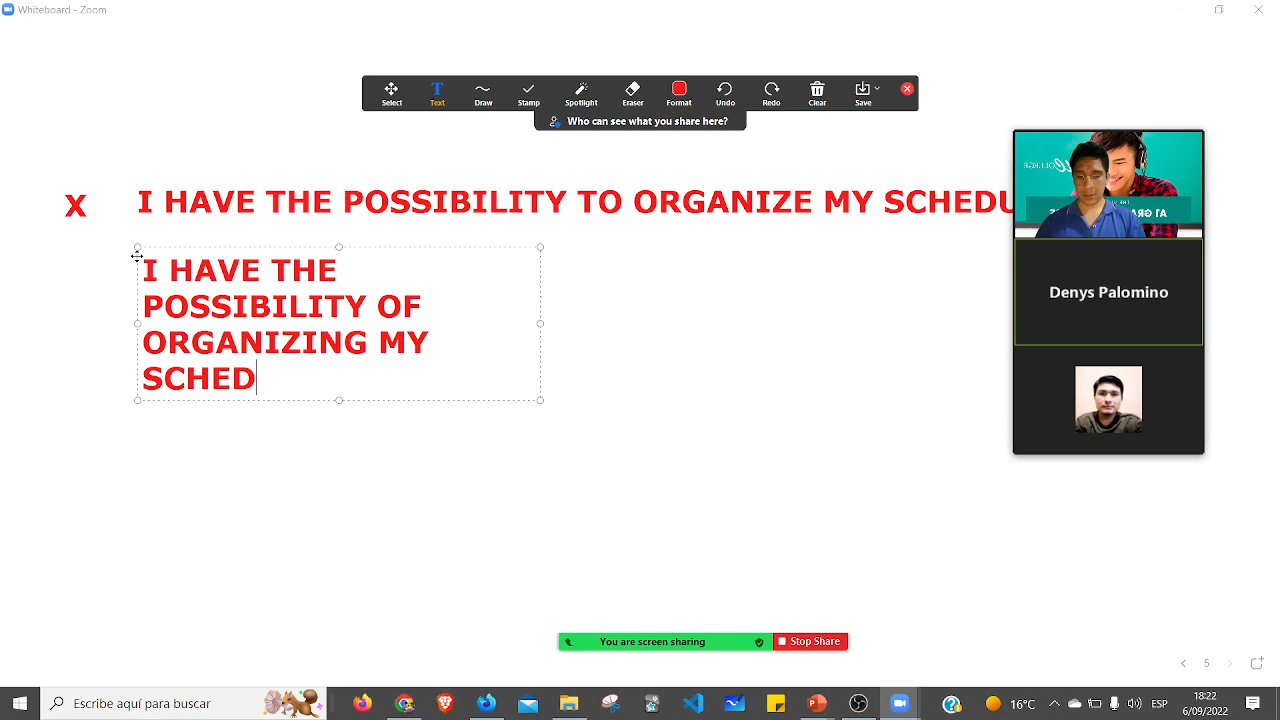 Whiteboard - Zoom
Select
Text
Draw
Stamp
Spotlight
Eraser
Format
Undo
Redo
Clear
Save
Who can see what you share here?
X I HAVE THE POSSIBILITY TO ORGANIZE MY SCHEDU
I HAVE THE
POSSIBILITY OF
ORGANIZING MY
SCHED
Denys Palomino
You are screen sharing
Stop Share
5
Escribe aquí para buscar
16°C
ESP
18:22
6/09/2022